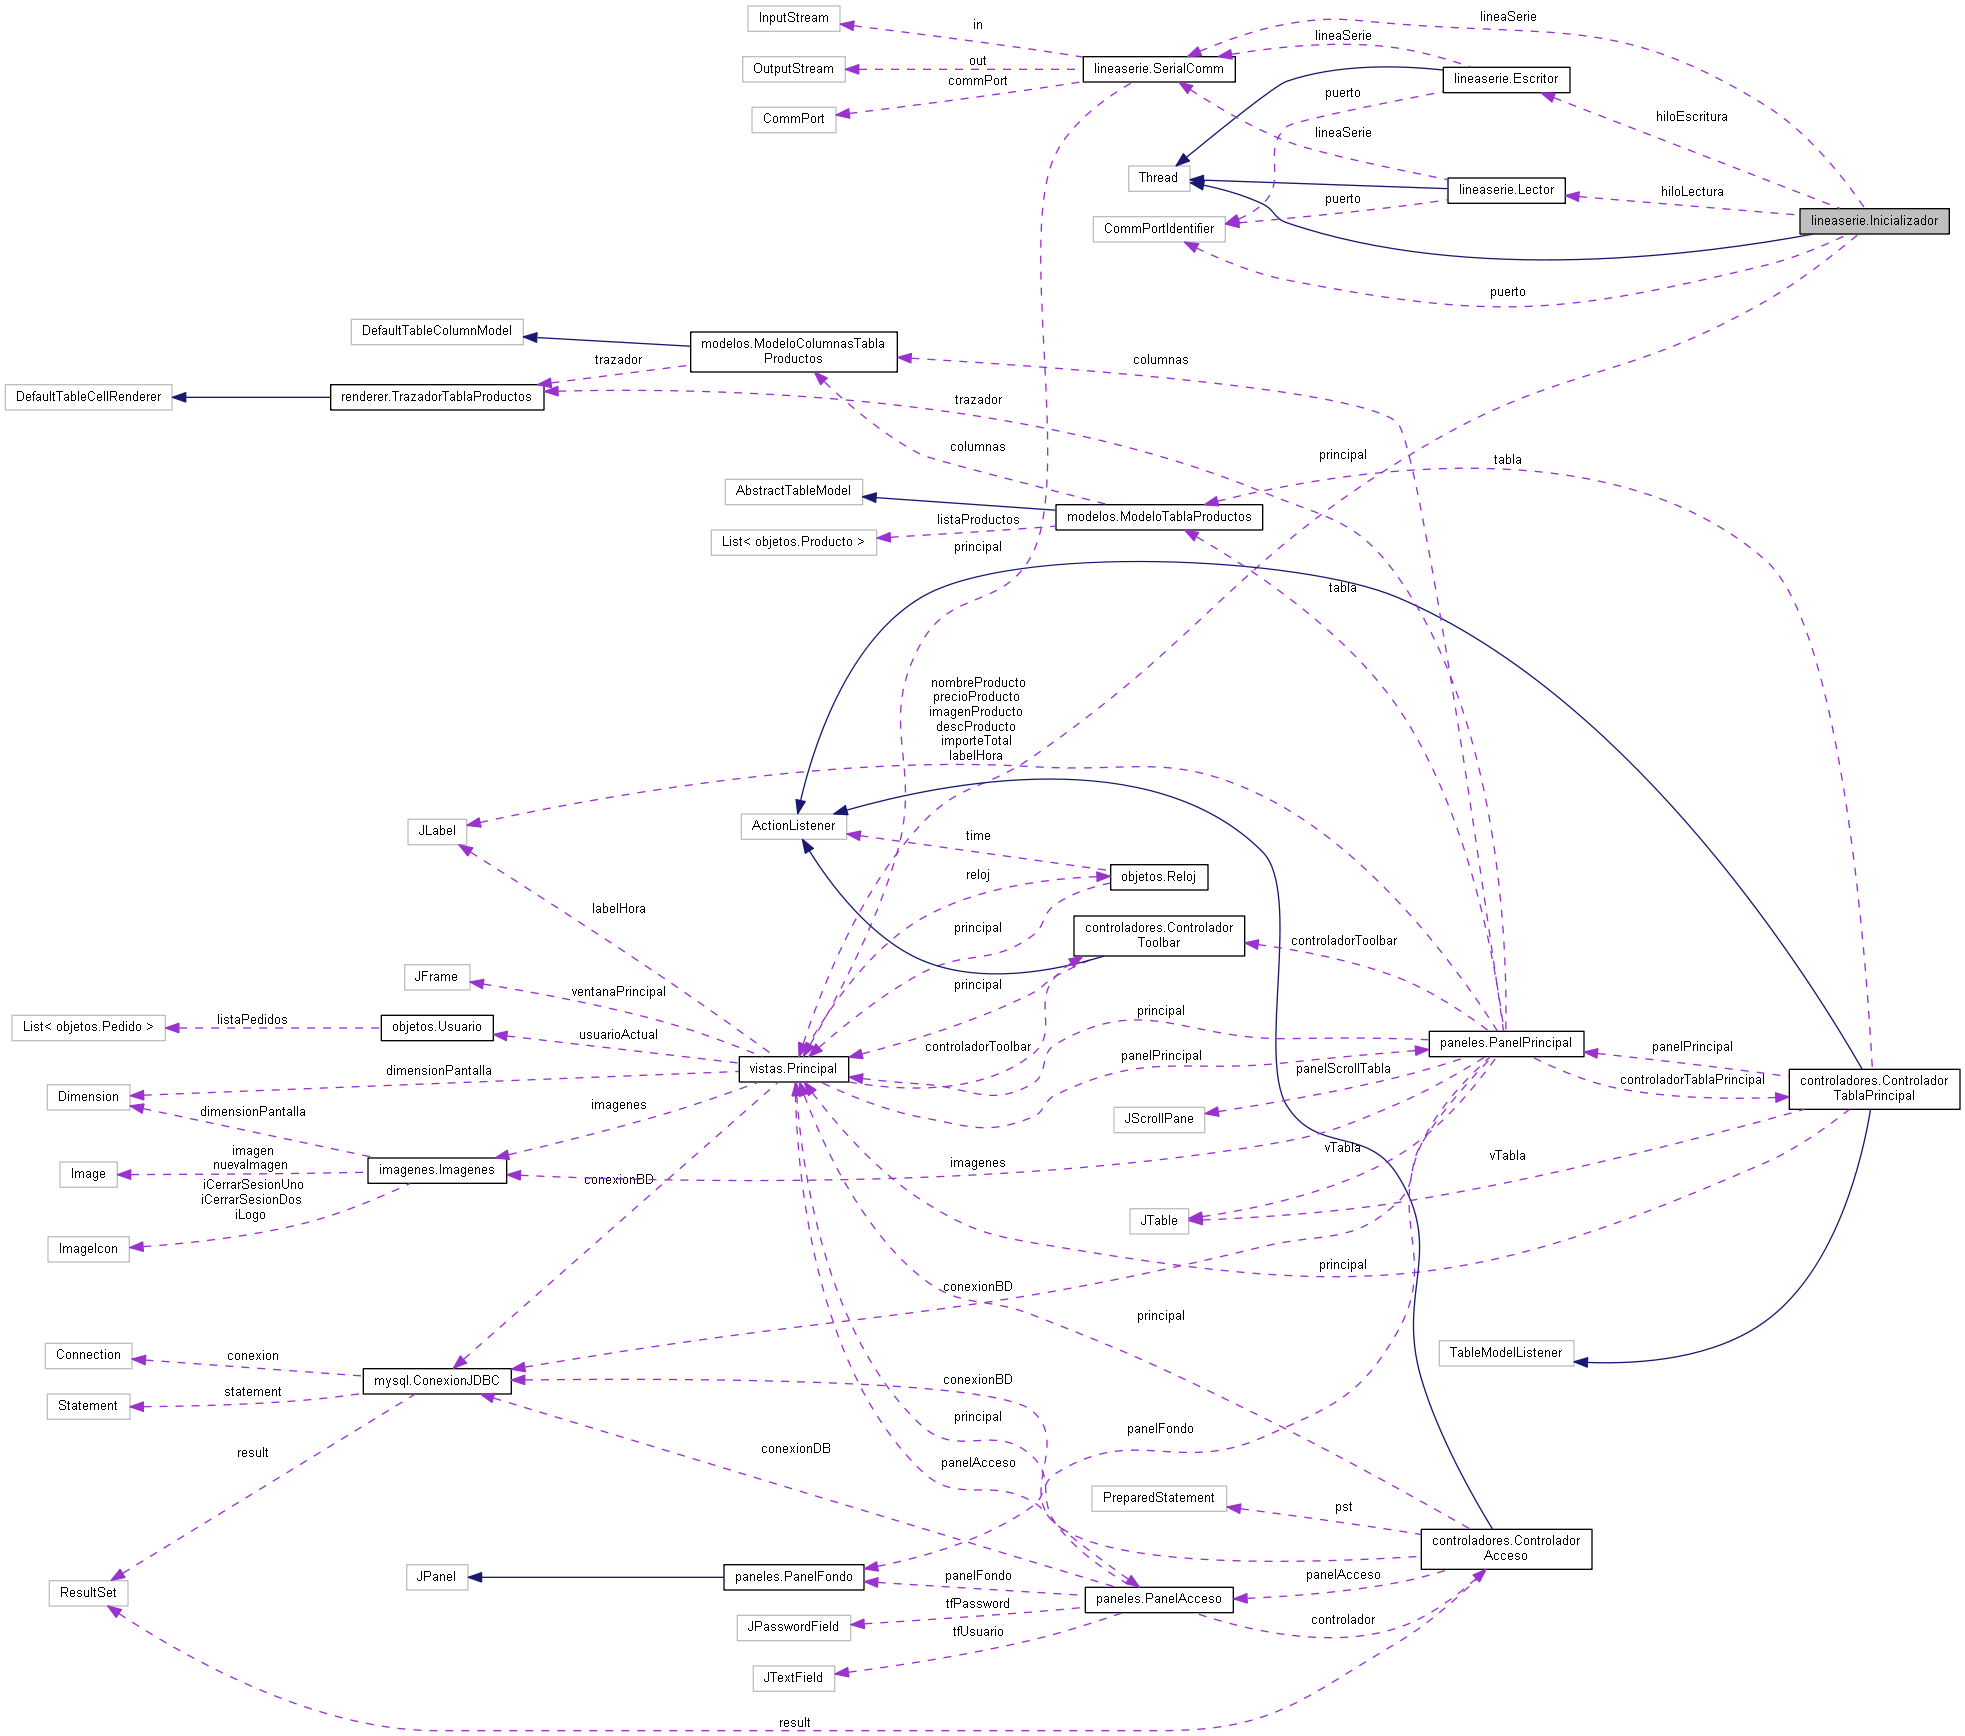 InputStream
in
lineaSerie
lineaSerie
OutputStream
out
lineaserie.SerialComm
commPort
lineaserie.Escritor
puerto
CommPort
hiloEscritura
lineaSerie
Thread
lineaserie.Lector
hiloLectura
puerto
CommPortIdentifier
lineaserie.Inicializador
puerto
DefaultTableColumnModel
modelos.ModeloColumnasTabla
Productos
trazador
columnas
DefaultTableCellRenderer
renderer.TrazadorTablaProductos
trazador
columnas
principal
tabla
AbstractTableModel
modelos.ModeloTablaProductos
listaProductos
List< objetos.Producto >
principal
tabla
nombreProducto
precioProducto
imagenProducto
descProducto
importeTotal
labelHora
JLabel
ActionListener
time
reloj
objetos.Reloj
labelHora
principal
controladores.Controlador
Toolbar
controladorToolbar
JFrame
ventanaPrincipal
principal
principal
List< objetos.Pedido >
listaPedidos
objetos.Usuario
usuarioActual
controladorToolbar
paneles.PanelPrincipal
panelPrincipal
panelPrincipal
vistas.Principal
dimensionPantalla
panelScrollTabla
controladorTablaPrincipal
controladores.Controlador
TablaPrincipal
Dimension
dimensionPantalla
imagenes
JScrollPane
imagen
nuevaImagen
Image
imagenes.Imagenes
conexionBD
imagenes
vTabla
vTabla
iCerrarSesionUno
iCerrarSesionDos
iLogo
ImageIcon
JTable
principal
conexionBD
principal
Connection
conexion
mysql.ConexionJDBC
TableModelListener
statement
Statement
conexionBD
principal
panelFondo
result
conexionDB
panelAcceso
PreparedStatement
pst
controladores.Controlador
Acceso
ResultSet
JPanel
paneles.PanelFondo
panelFondo
panelAcceso
paneles.PanelAcceso
tfPassword
JPasswordField
tfUsuario
controlador
JTextField
result